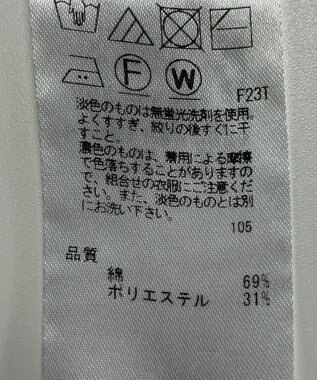 F
W
F23T
淡色のものは無蛍光洗剤を使用。
よくすすぎ、絞りの後すぐに干
すこと。
濃色のものは、着用による摩擦
で色落ちすることがありますの
で、組合せの衣服にご注意くだ
さい。また、淡色のものとは別
にお洗い下さい。
105
品質
綿 69%
ポリエステル 31%